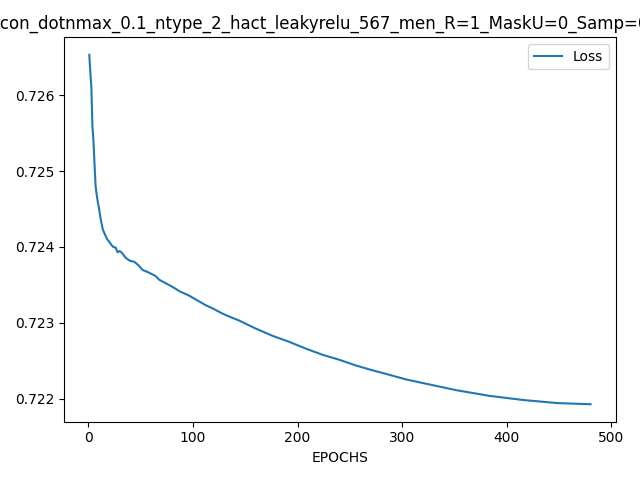 con_dotnmax_0.1_ntype_2_hact_leakyrelu_567_men_R=1_MaskU=0_Samp=
Loss
0.726
0.725
0.724
0.723
0.722
0 100 200 300 400 500
EPOCHS